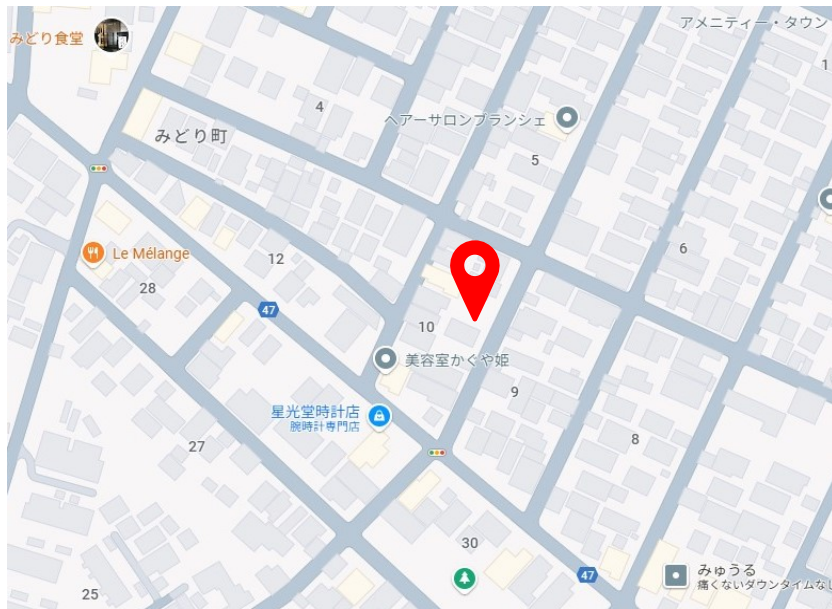 アメニティー・タウン
みどり食堂
1
4
ヘアーサロンブランシェ
みどり町
5
6
Le Mélange
12
28
47
10
美容室かぐや姫
9
星光堂時計店
腕時計専門店
8
27
30
みゅうる
痛くないダウンタイムなし
47
25